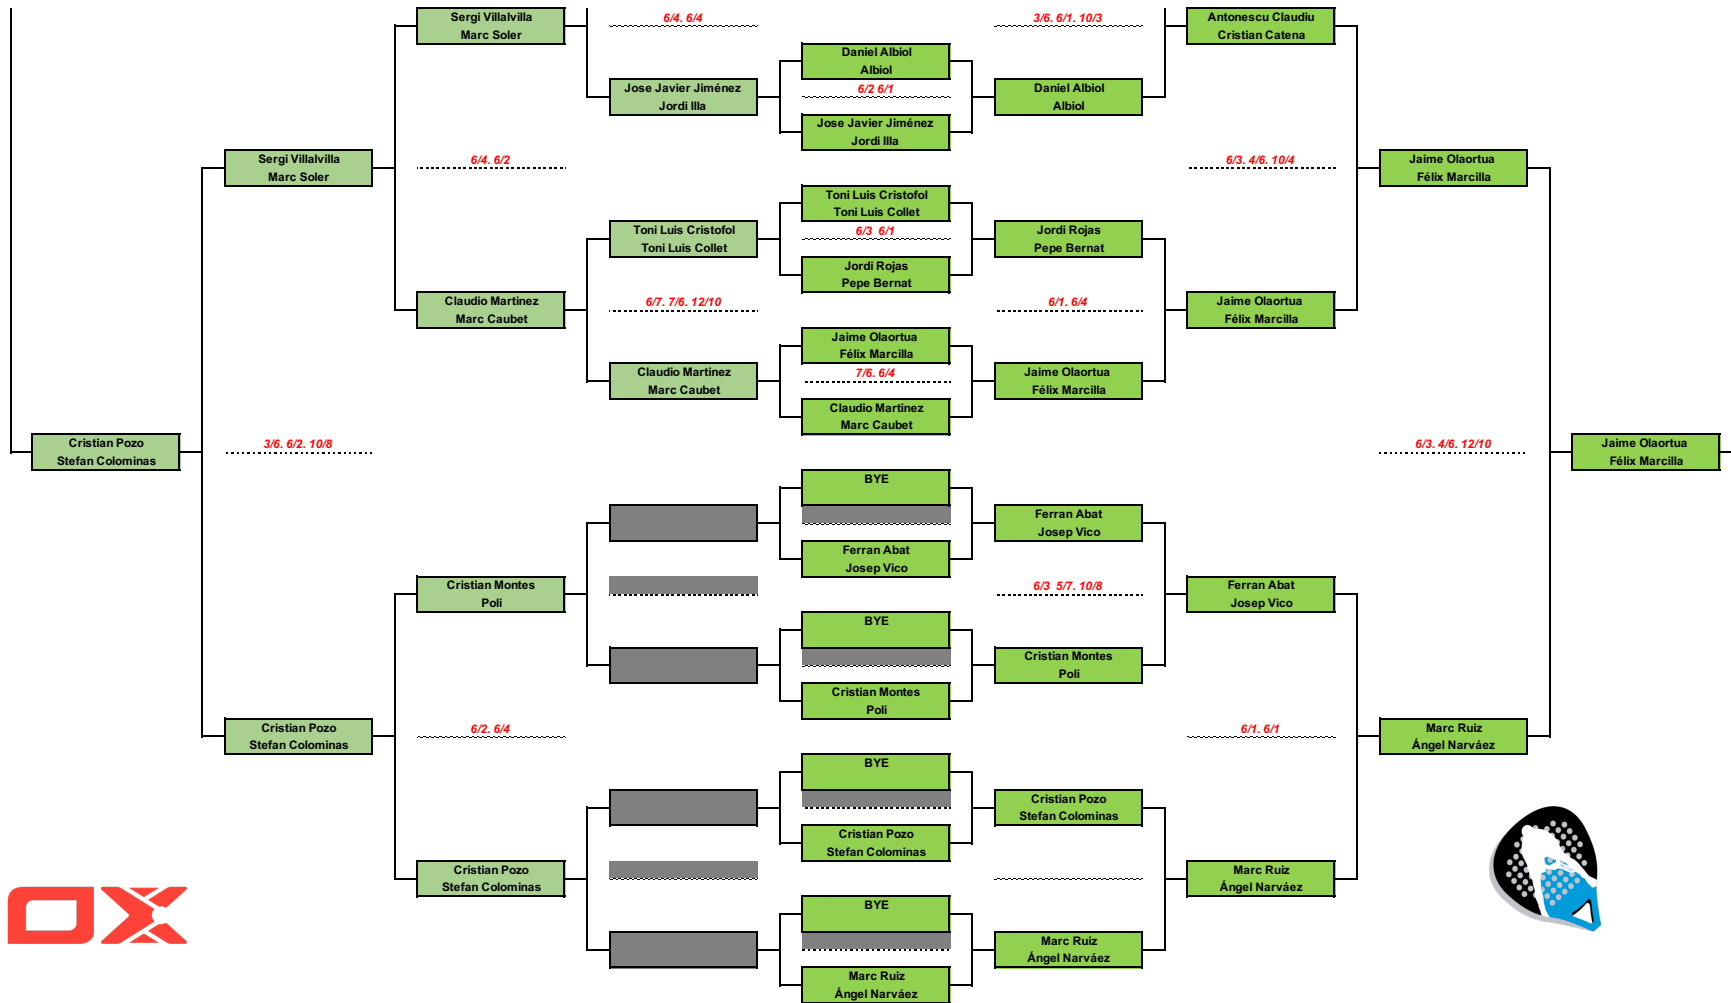 Sergi Villalvilla
Marc Soler
6/4. 6/4
3/6. 6/1. 10/3
Antonescu Claudiu
Cristian Catena
Daniel Albiol
Albiol
Jose Javier Jiménez
Jordi Illa
6/2 6/1
Daniel Albiol
Albiol
Jose Javier Jiménez
Jordi Illa
Sergi Villalvilla
Marc Soler
6/4. 6/2
6/3. 4/6. 10/4
Jaime Olaortua
Félix Marcilla
Toni Luis Cristofol
Toni Luis Collet
Toni Luis Cristofol
Toni Luis Collet
6/3 6/1
Jordi Rojas
Pepe Bernat
Jordi Rojas
Pepe Bernat
Claudio Martinez
Marc Caubet
6/7. 7/6. 12/10
6/1. 6/4
Jaime Olaortua
Félix Marcilla
Jaime Olaortua
Félix Marcilla
Claudio Martinez
Marc Caubet
7/6. 6/4
Jaime Olaortua
Félix Marcilla
Claudio Martinez
Marc Caubet
Cristian Pozo
Stefan Colominas
3/6. 6/2. 10/8
6/3. 4/6. 12/10
Jaime Olaortua
Félix Marcilla
BYE
Ferran Abat
Josep Vico
Ferran Abat
Josep Vico
Cristian Montes
Poli
6/3 5/7. 10/8
Ferran Abat
Josep Vico
BYE
Cristian Montes
Poli
Cristian Montes
Poli
Cristian Pozo
Stefan Colominas
6/2. 6/4
6/1. 6/1
Marc Ruiz
Ángel Narváez
BYE
Cristian Pozo
Stefan Colominas
Cristian Pozo
Stefan Colominas
Cristian Pozo
Stefan Colominas
Marc Ruiz
Ángel Narváez
BYE
Marc Ruiz
Ángel Narváez
Marc Ruiz
Ángel Narváez
OX